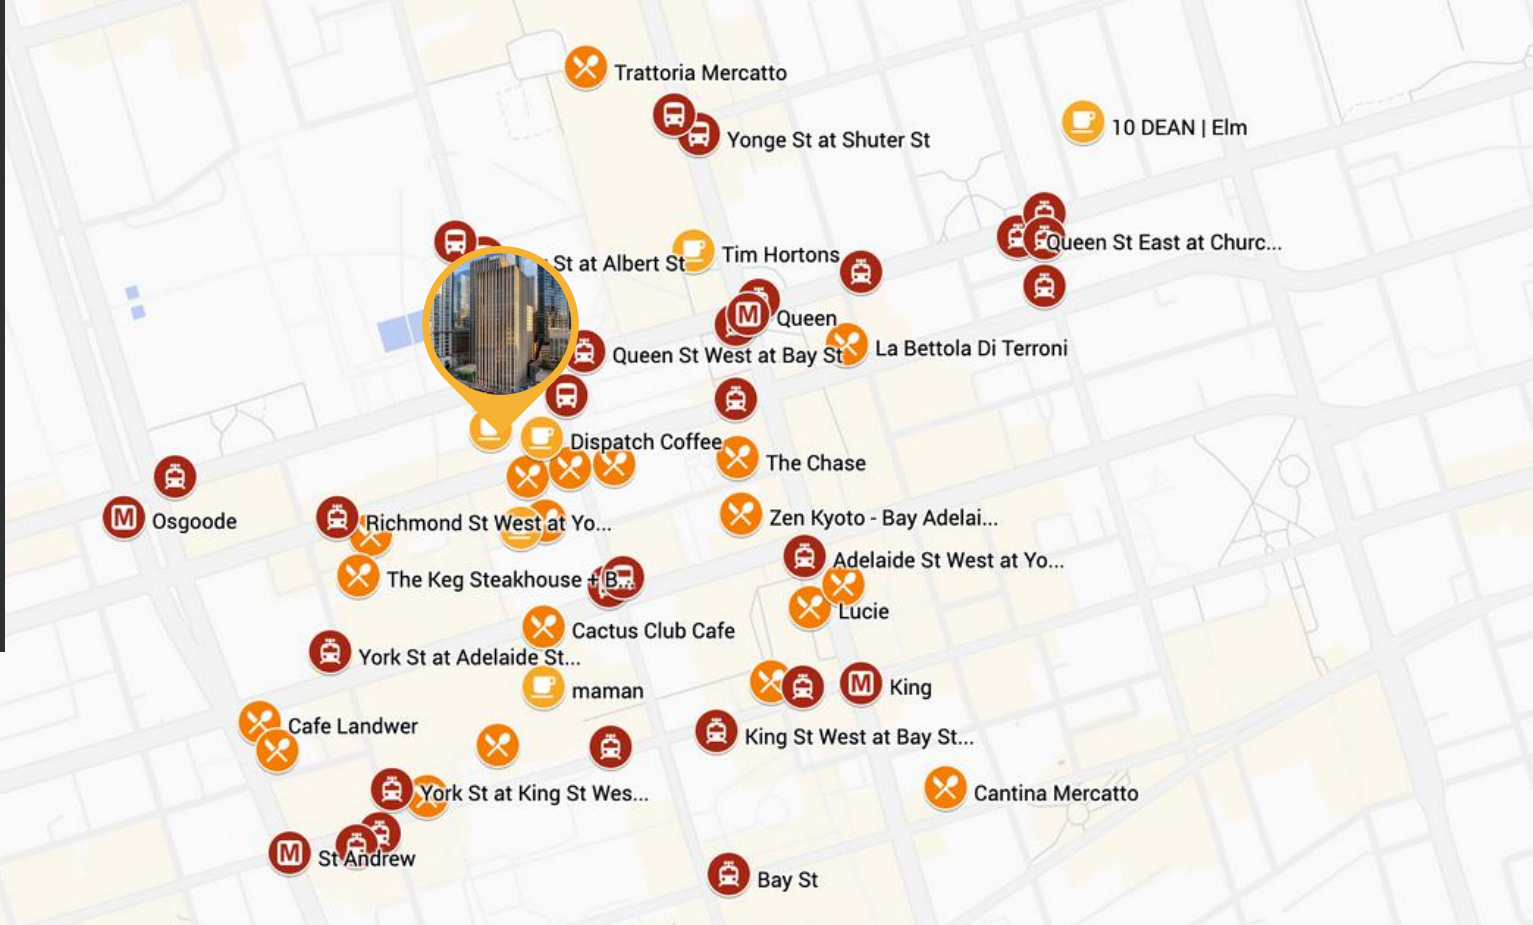 Trattoria Mercatto
Yonge St at Shuter St
10 DEAN | Elm
Queen St East at Churc...
St at Albert St
Tim Hortons
M
Queen
Queen St West at Bay St
La Bettola Di Terroni
Dispatch Coffee
The Chase
M
Osgoode
Richmond St West at Yo...
Zen Kyoto - Bay Adelai...
Adelaide St West at Yo...
The Keg Steakhouse + B...
Lucie
Cactus Club Cafe
York St at Adelaide St...
maman
M
King
Cafe Landwer
King St West at Bay St...
York St at King St Wes...
Cantina Mercatto
M
St Andrew
Bay St